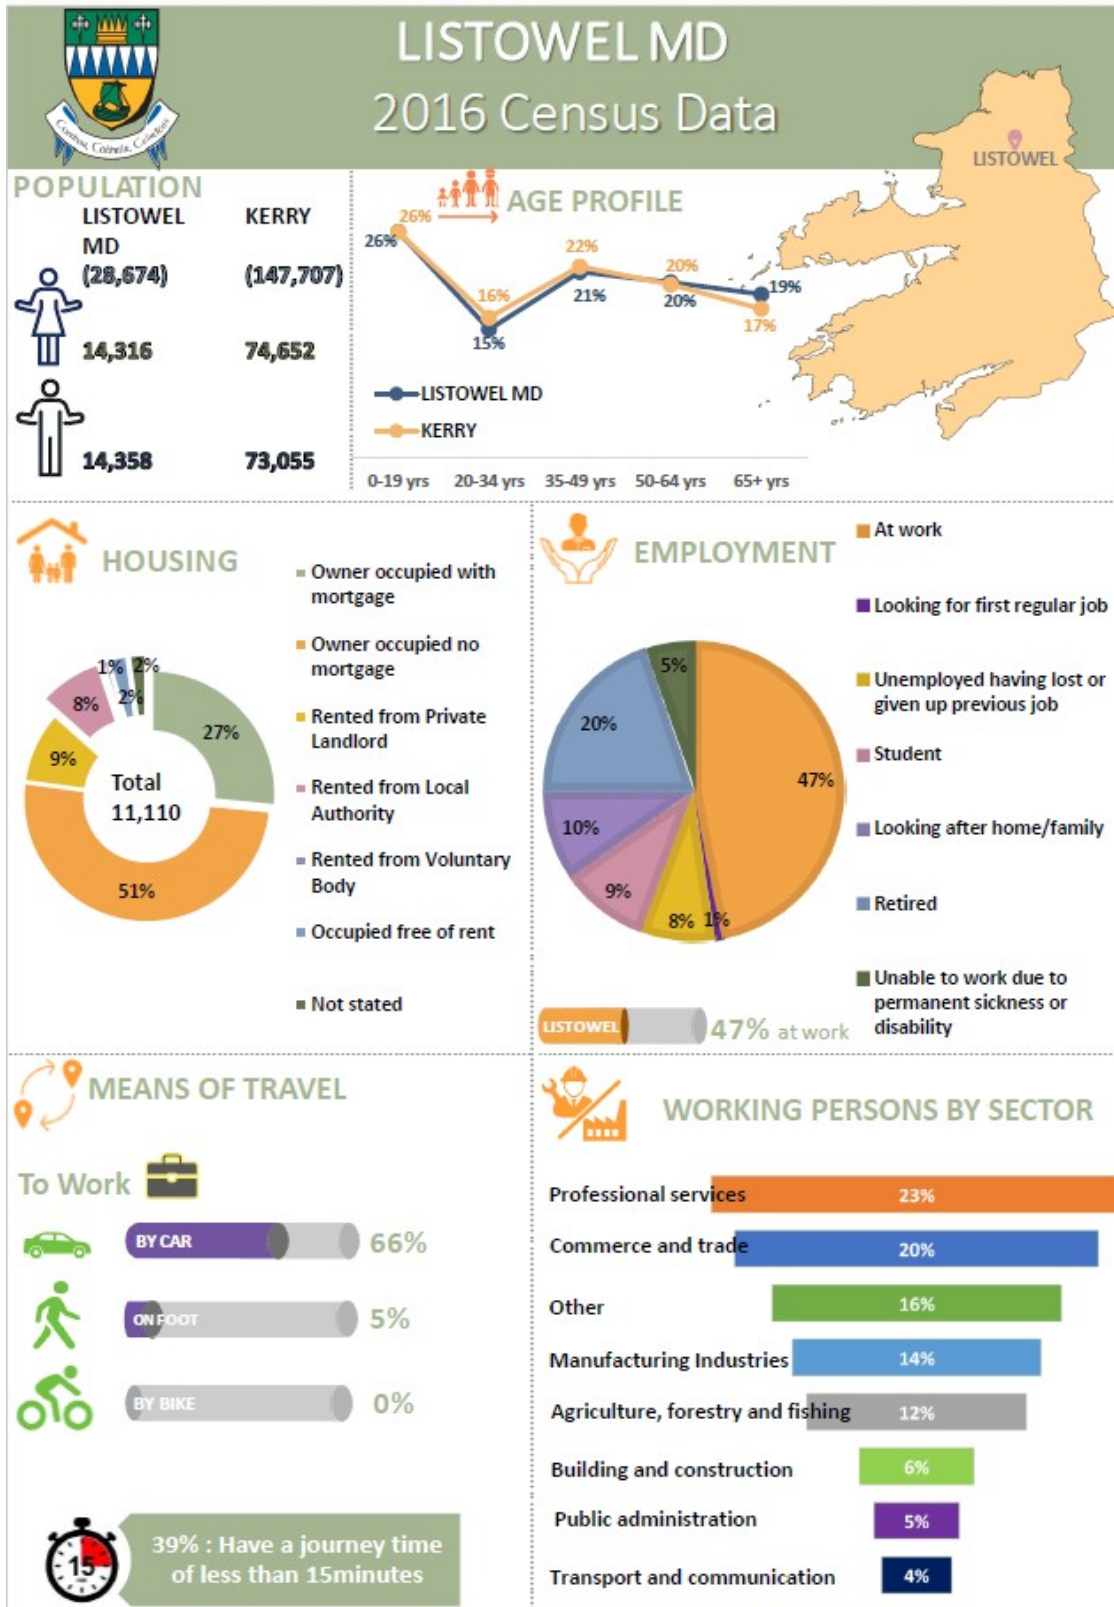 LISTOWEL MD
2016 Census Data
LISTOWEL
POPULATION
LISTOWEL
MD
(28,674)
KERRY
(147,707)
14,316
74,652
14,358
73,055
AGE PROFILE
26%
26%
16%
15%
22%
21%
20%
20%
19%
17%
LISTOWEL MD
KERRY
0-19 yrs 20-34 yrs 35-49 yrs 50-64 yrs 65+ yrs
HOUSING
1%
2%
2%
8%
27%
9%
Total
11,110
51%
Owner occupied with
mortgage
Owner occupied no
mortgage
Rented from Private
Landlord
Rented from Local
Authority
Rented from Voluntary
Body
Occupied free of rent
Not stated
EMPLOYMENT
5%
20%
47%
10%
9%
8%
1%
At work
Looking for first regular job
Unemployed having lost or
given up previous job
Student
Looking after home/family
Retired
Unable to work due to
permanent sickness or
disability
LISTOWEL
47% at work
MEANS OF TRAVEL
To Work
BY CAR
66%
ON FOOT
5%
BY BIKE
0%
15
39% : Have a journey time
of less than 15minutes
WORKING PERSONS BY SECTOR
Professional services 23%
Commerce and trade 20%
Other 16%
Manufacturing Industries 14%
Agriculture, forestry and fishing 12%
Building and construction 6%
Public administration 5%
Transport and communication 4%